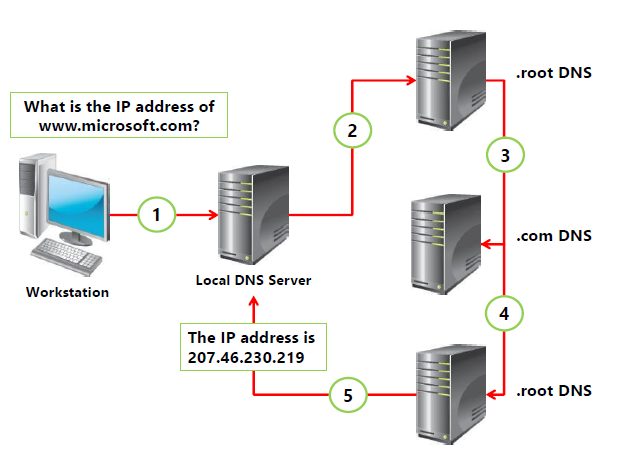 .root DNS
What is the IP address of
www.microsoft.com?
2
3
1
.com DNS
Local DNS Server
Workstation
4
The IP address is
207.46.230.219
5
.root DNS